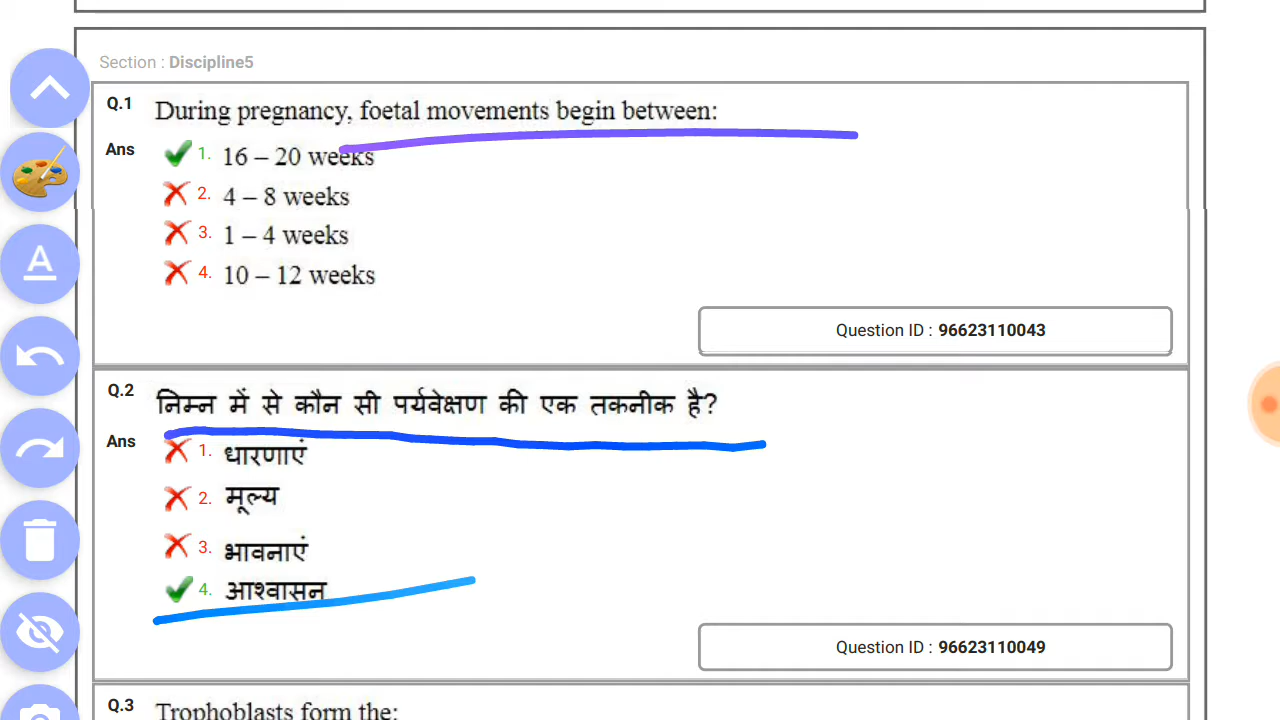 Section : Discipline5
Q.1 During pregnancy, foetal movements begin between:
Ans 1. 16 – 20 weeks
2. 4 – 8 weeks
3. 1 – 4 weeks
4. 10 – 12 weeks
Question ID : 96623110043
Q.2 निम्न में से कौन सी पर्यवेक्षण की एक तकनीक है?
Ans 1. धारणाएं
2. मूल्य
3. भावनाएं
4. आश्वासन
Question ID : 96623110049
Q.3 Trophoblasts form the: